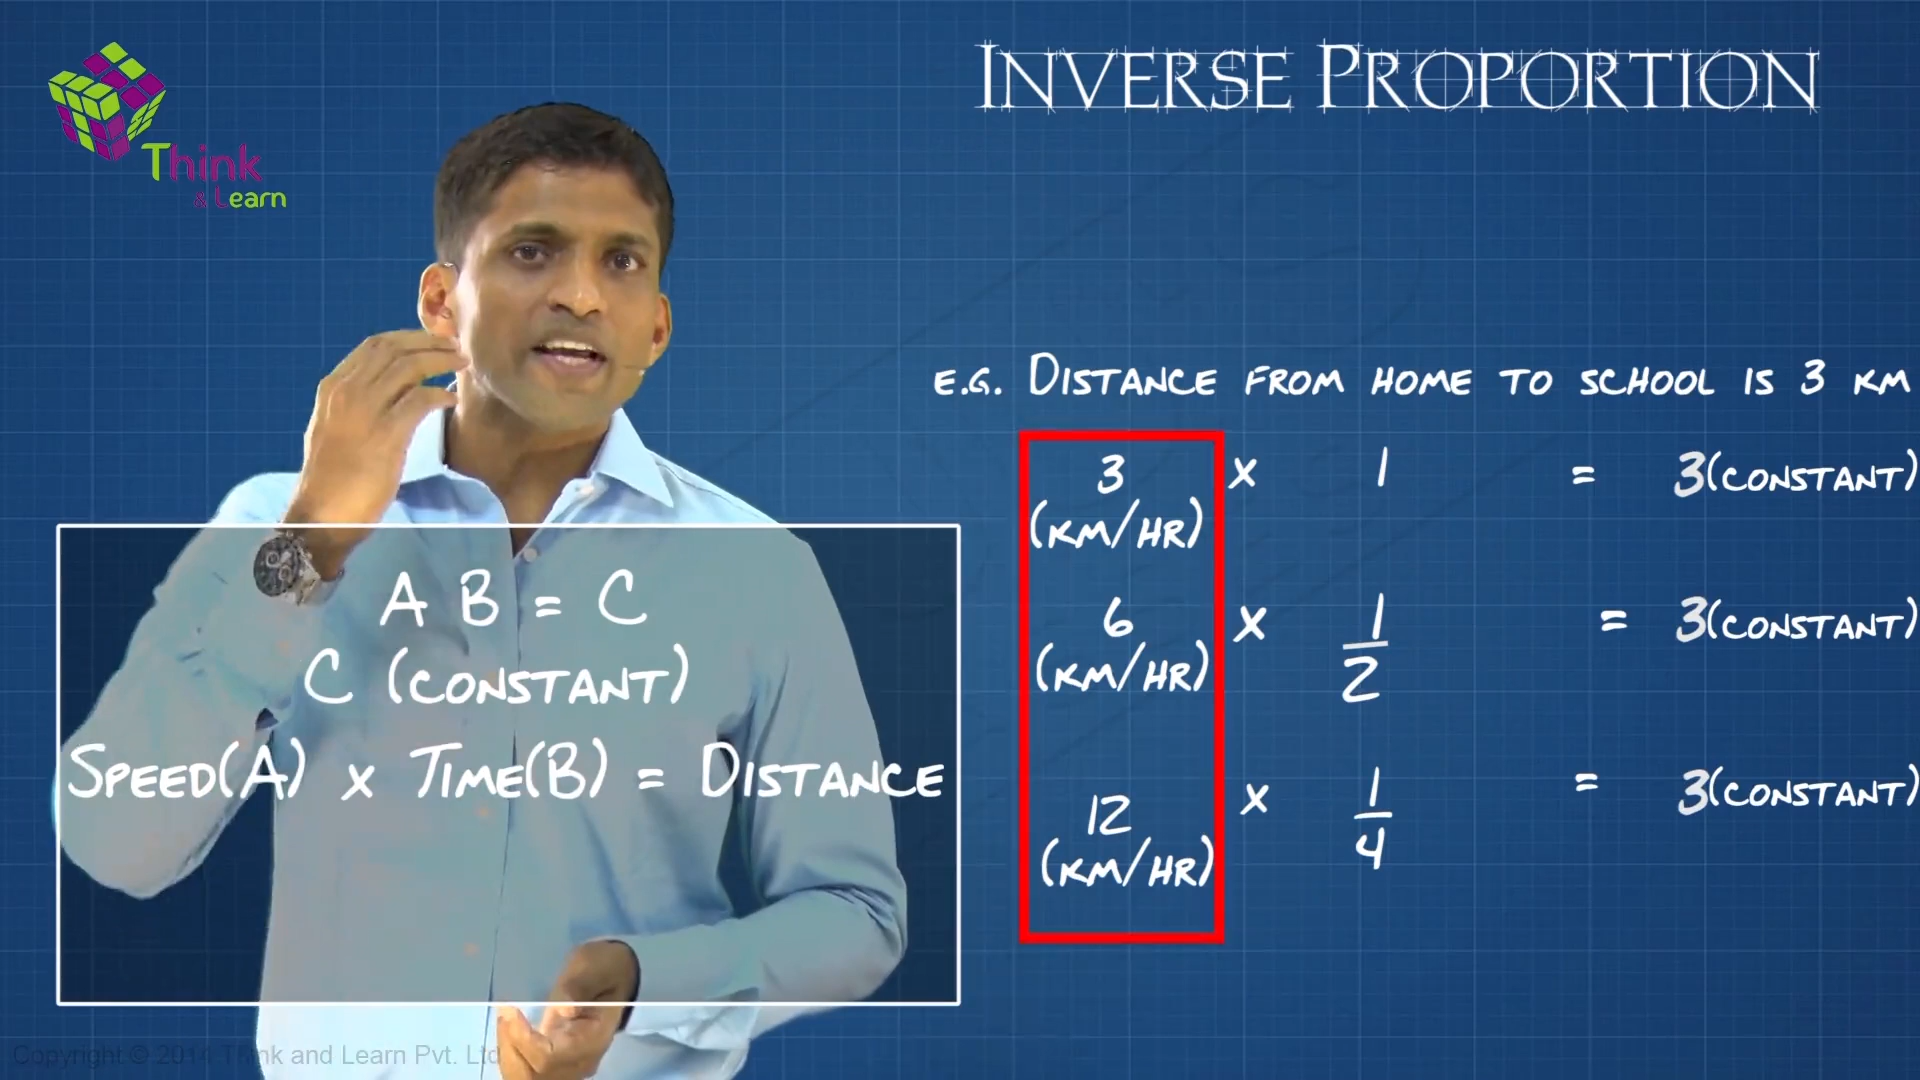 Think
& Learn
INVERSE PROPORTION
E.G. DISTANCE FROM HOME TO SCHOOL IS 3 KM
3 x 1 = 3(CONSTANT)
(KM/HR)
6 x 1/2 = 3(CONSTANT)
(KM/HR)
12 x 1/4 = 3(CONSTANT)
(KM/HR)
A B = C
C (CONSTANT)
SPEED(A) x TIME(B) = DISTANCE
Copyright © 2014 Think and Learn Pvt. Ltd